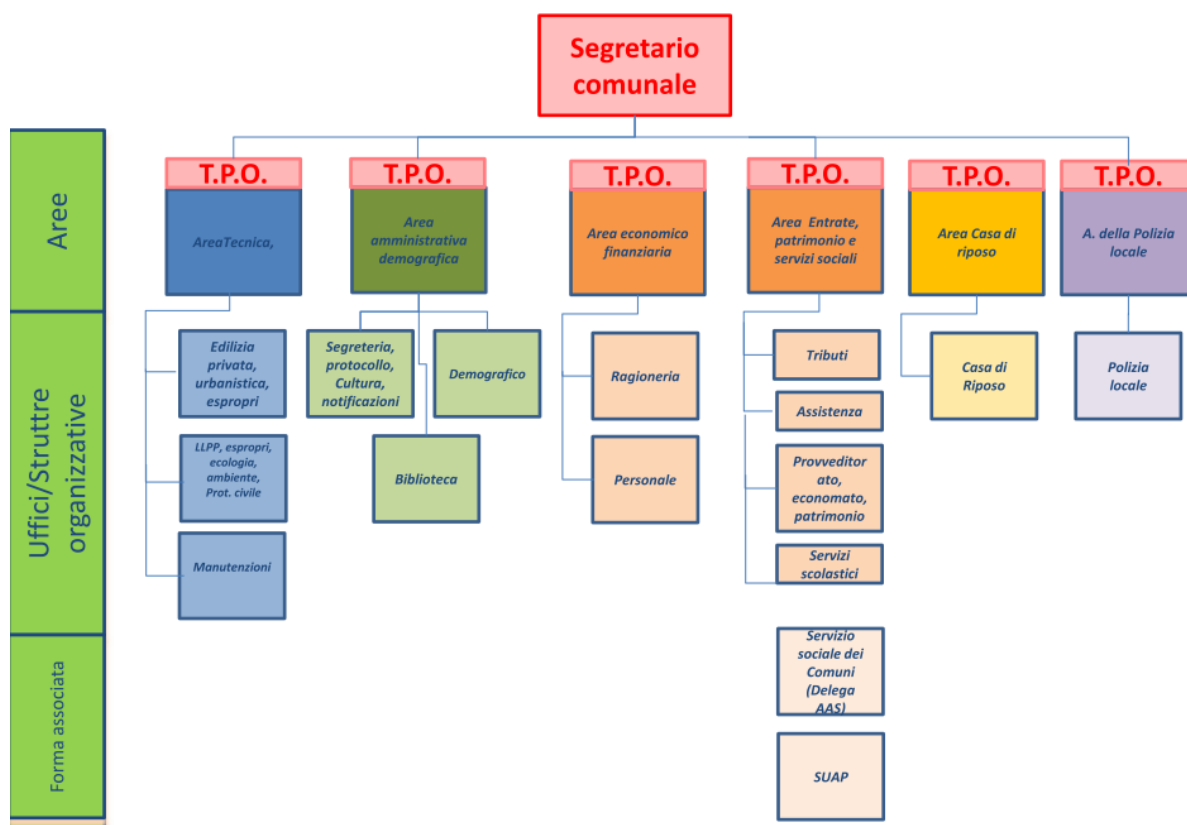 Segretario
comunale
Aree
T.P.O.
T.P.O.
T.P.O.
T.P.O.
T.P.O.
T.P.O.
AreaTecnica,
Area
amministrativa
demografica
Area economico
finanziaria
Area Entrate,
patrimonio e
servizi sociali
Area Casa di
riposo
A. della Polizia
locale
Uffici/Struttre
organizzative
Edilizia
privata,
urbanistica,
espropri
LLPP, espropri,
ecologia,
ambiente,
Prot. civile
Manutenzioni
Segreteria,
protocollo,
Cultura,
notificazioni
Demografico
Biblioteca
Ragioneria
Personale
Tributi
Assistenza
Provveditor
ato,
economato,
patrimonio
Servizi
scolastici
Casa di
Riposo
Polizia
locale
Forma associata
Servizio
sociale dei
Comuni
(Delega
AAS)
SUAP